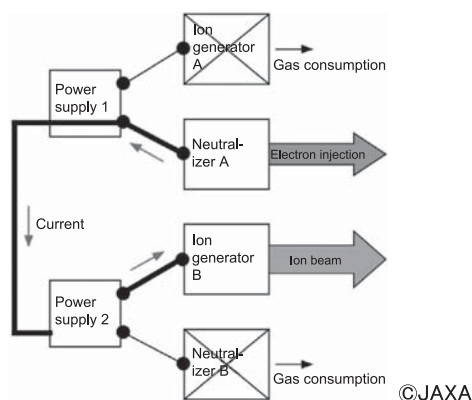 Ion
generator
A
Gas consumption
Power
supply 1
Neutral-
izer A
Electron injection
Current
Ion
generator
B
Ion beam
Power
supply 2
Neutral-
izer B
Gas consumption
©JAXA